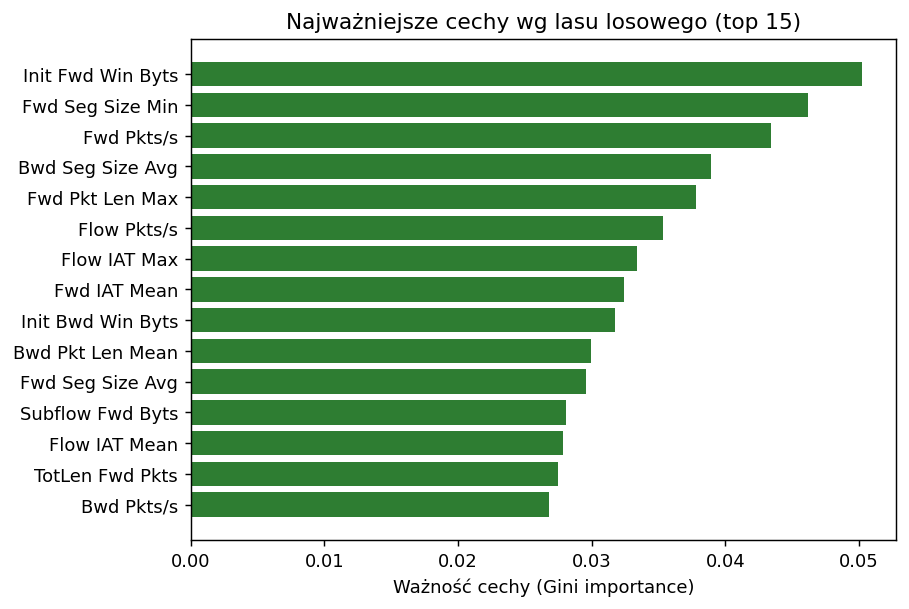 Najważniejsze cechy wg lasu losowego (top 15)
Init Fwd Win Byts
Fwd Seg Size Min
Fwd Pkts/s
Bwd Seg Size Avg
Fwd Pkt Len Max
Flow Pkts/s
Flow IAT Max
Fwd IAT Mean
Init Bwd Win Byts
Bwd Pkt Len Mean
Fwd Seg Size Avg
Subflow Fwd Byts
Flow IAT Mean
TotLen Fwd Pkts
Bwd Pkts/s
0.00 0.01 0.02 0.03 0.04 0.05
Ważność cechy (Gini importance)